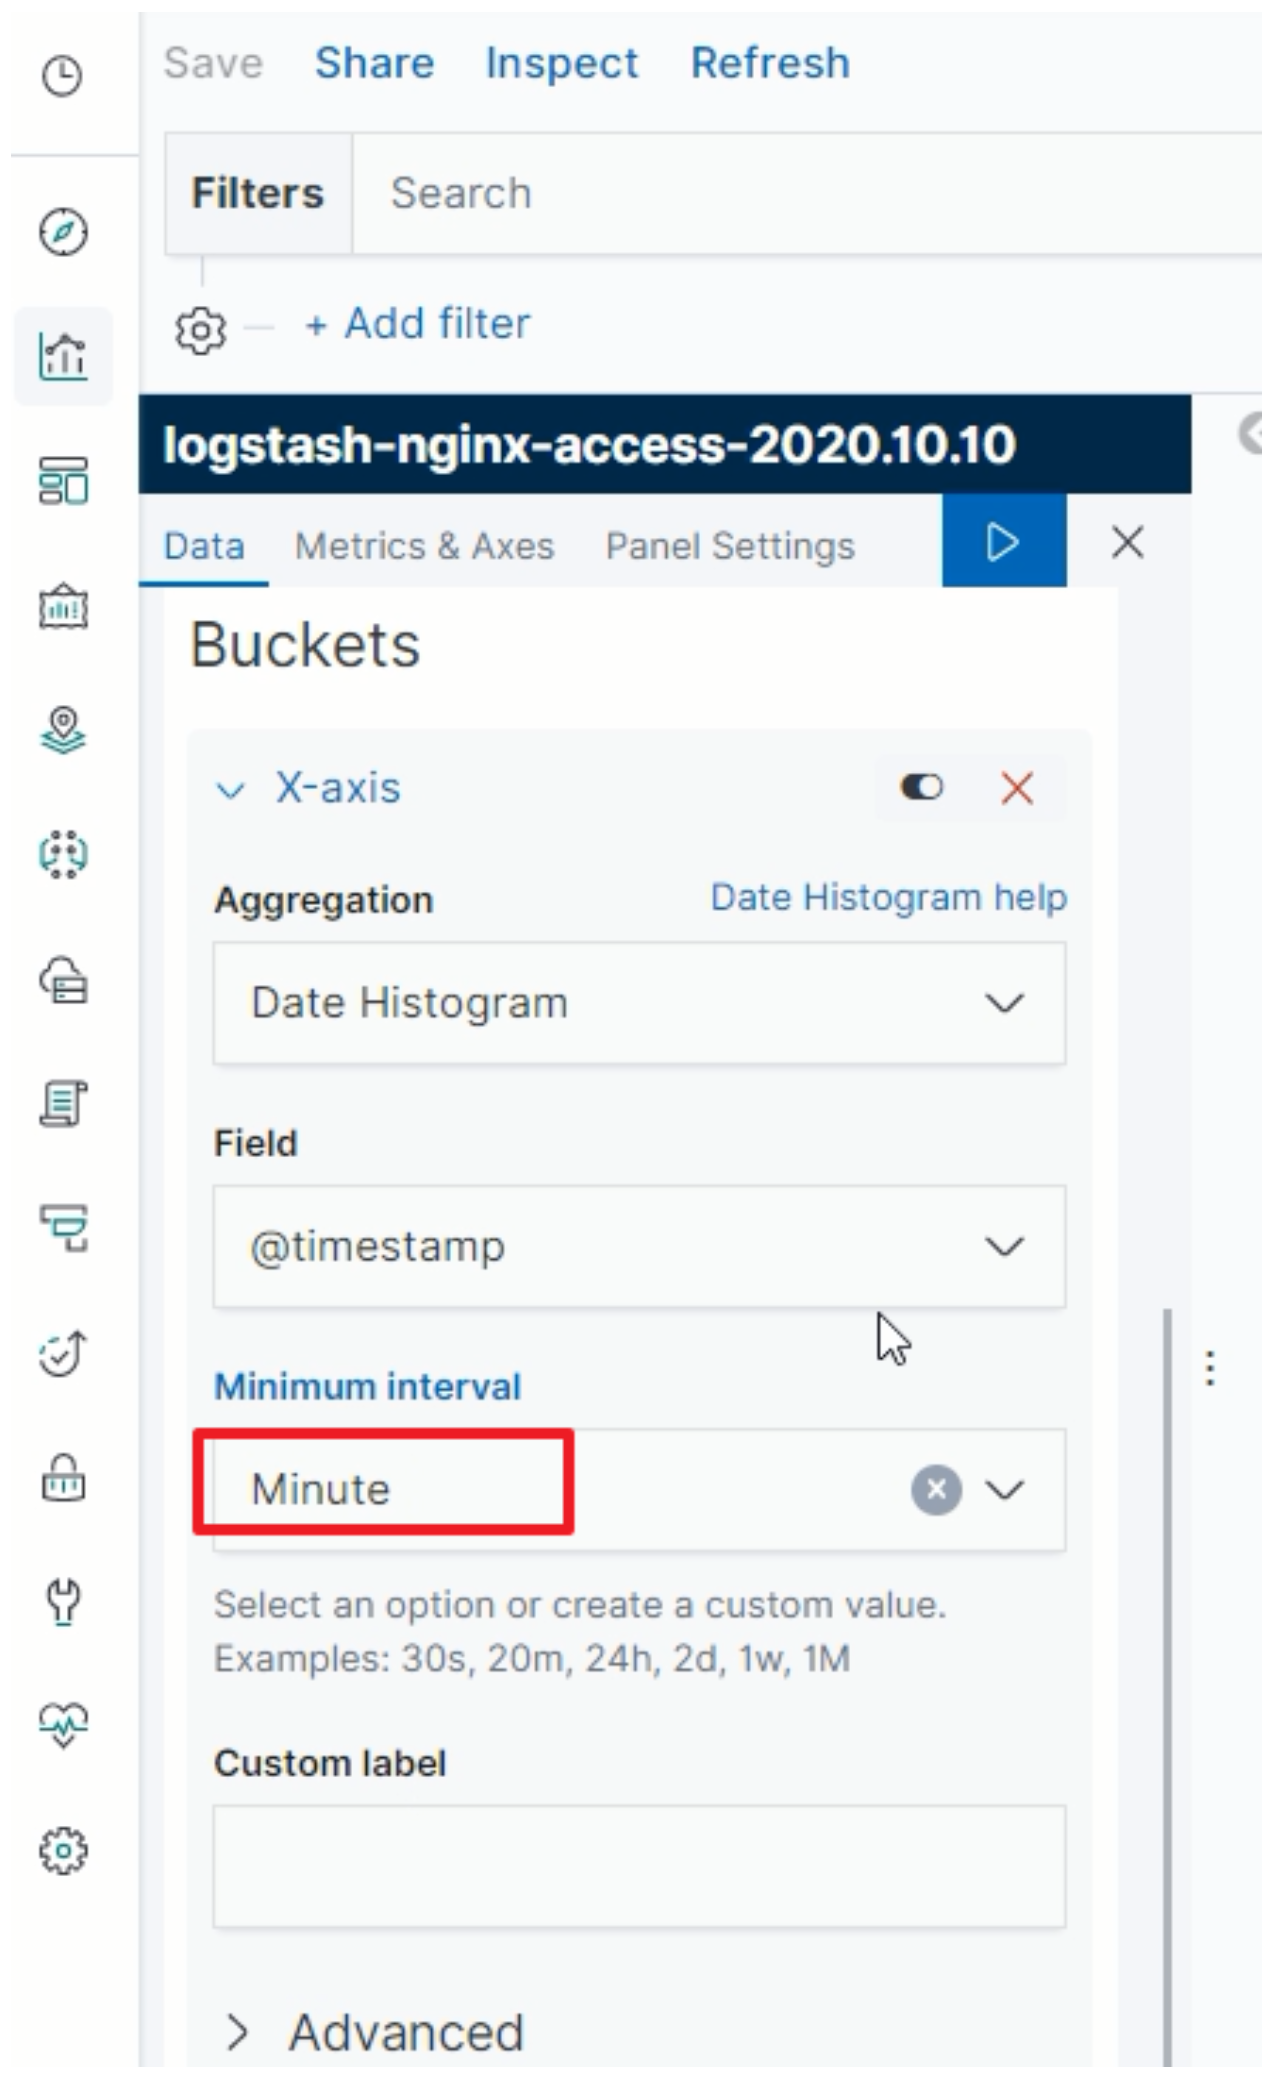 Save Share Inspect Refresh
Filters Search
+ Add filter
logstash-nginx-access-2020.10.10
Data Metrics & Axes Panel Settings
Buckets
X-axis
Aggregation Date Histogram help
Date Histogram
Field
@timestamp
Minimum interval
Minute
Select an option or create a custom value.
Examples: 30s, 20m, 24h, 2d, 1w, 1M
Custom label
Advanced